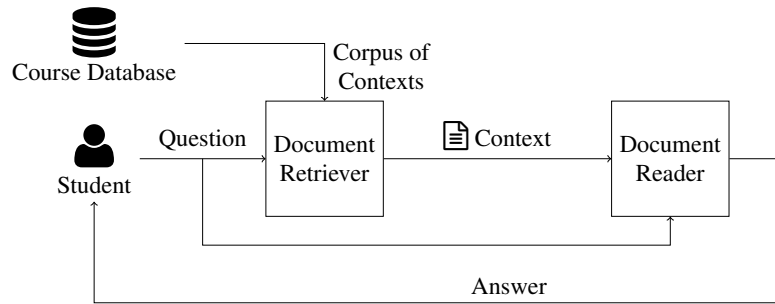 Course Database
Corpus of
Contexts
Student
Question
Document
Retriever
Context
Document
Reader
Answer